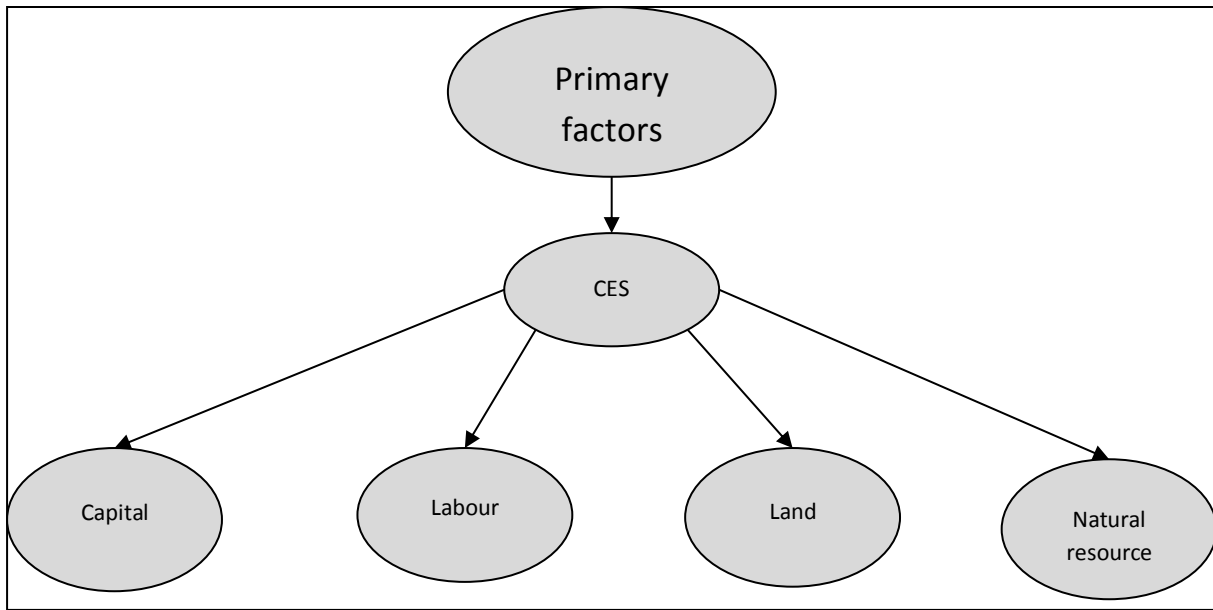 Primary
factors
CES
Capital
Labour
Land
Natural
resource